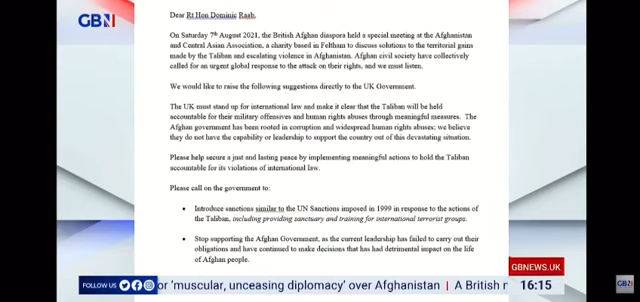 GBN
Dear Rt Hon Dominic Raab,
On Saturday 7th August 2021, the British Afghan diaspora held a special meeting at the Afghanistan
and Central Asian Association, a charity based in Feltham to discuss solutions to the territorial gains
made by the Taliban and escalating violence in Afghanistan. Afghan civil society have collectively
called for an urgent global response to the attack on their rights, and we must listen.
We would like to raise the following suggestions directly to the UK Government.
The UK must stand up for international law and make it clear that the Taliban will be held
accountable for their military offensives and human rights abuses through meaningful measures. The
Afghan government has been rooted in corruption and widespread human rights abuses; we believe
they do not have the capability or leadership to support the country out of this devastating situation.
Please help secure a just and lasting peace by implementing meaningful actions to hold the Taliban
accountable for its violations of international law.
Please call on the government to:
• Introduce sanctions similar to the UN Sanctions imposed in 1999 in response to the actions of
the Taliban, including providing sanctuary and training for international terrorist groups.
• Stop supporting the Afghan Government, as the current leadership has failed to carry out their
obligations and have continued to make decisions that has had detrimental impact on the life
of Afghan people.
GBNEWS.UK
FOLLOW US or 'muscular, unceasing diplomacy' over Afghanistan | A British r 16:15
GBN